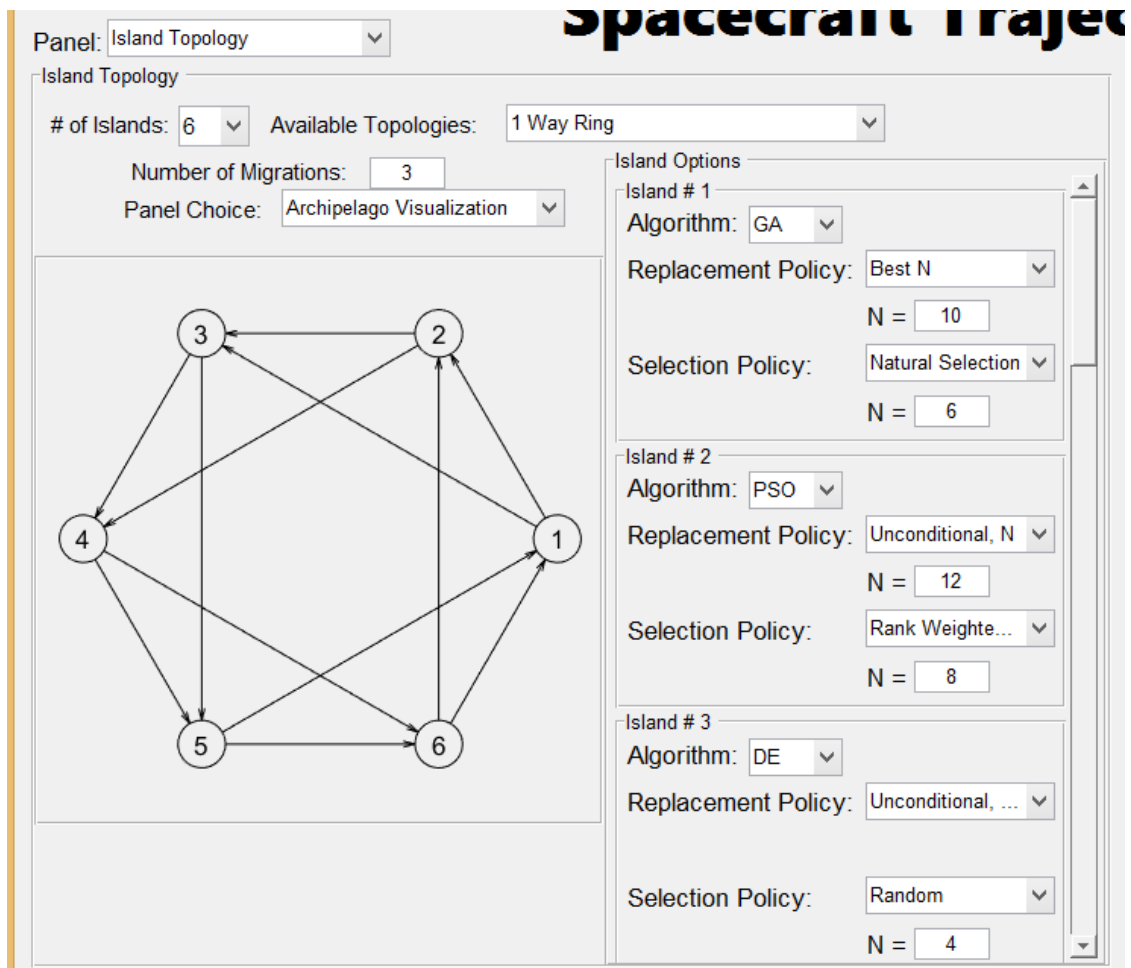 Spacecraft Trajec
Panel: Island Topology
Island Topology
# of Islands: 6 Available Topologies: 1 Way Ring
Number of Migrations: 3
Panel Choice: Archipelago Visualization
3 2
4 1
5 6
Island Options
Island # 1
Algorithm: GA
Replacement Policy: Best N
N = 10
Selection Policy: Natural Selection
N = 6
Island # 2
Algorithm: PSO
Replacement Policy: Unconditional, N
N = 12
Selection Policy: Rank Weighte...
N = 8
Island # 3
Algorithm: DE
Replacement Policy: Unconditional, ...
Selection Policy: Random
N = 4